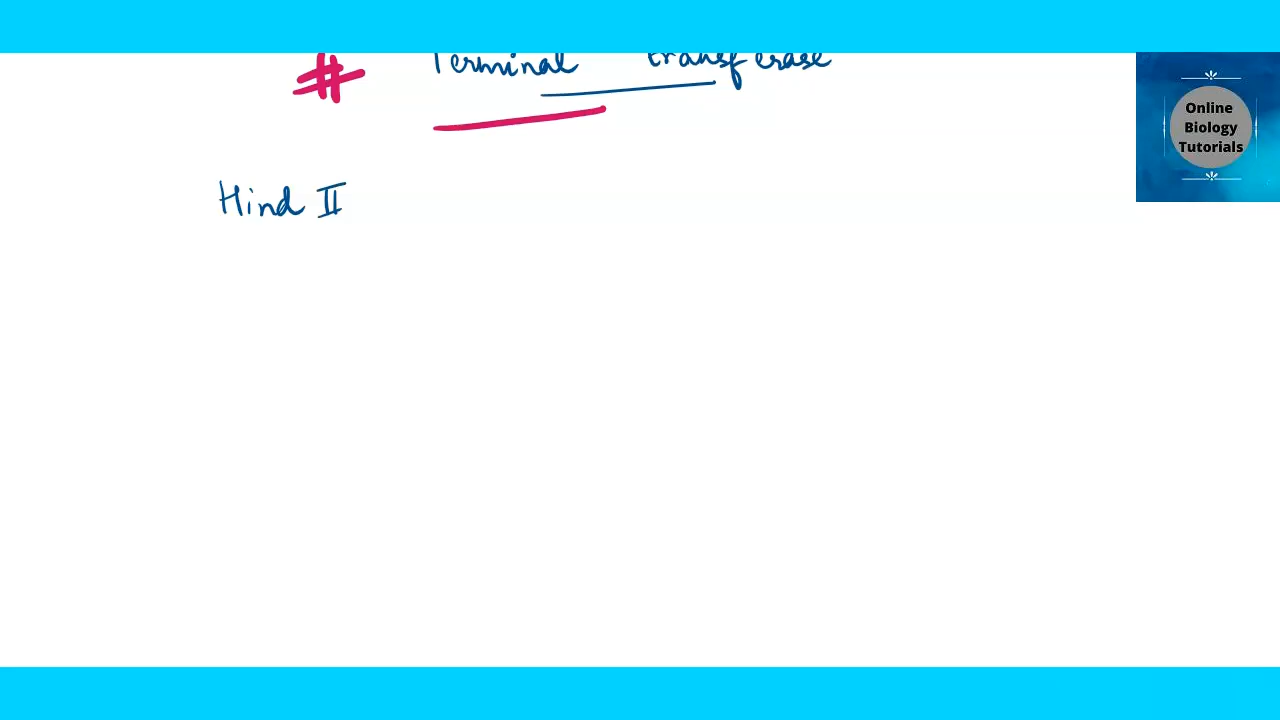 # Terminal transferase
Hind II
Online
Biology
Tutorials